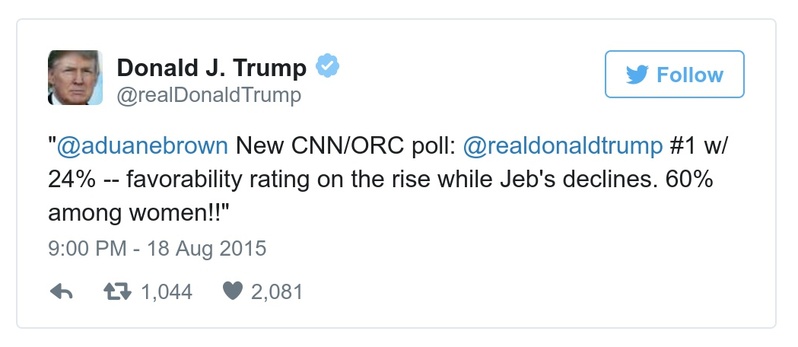 Donald J. Trump
@realDonaldTrump
Follow
"@aduanebrown New CNN/ORC poll: @realdonaldtrump #1 w/
24% -- favorability rating on the rise while Jeb's declines. 60%
among women!!"
9:00 PM - 18 Aug 2015
1,044 2,081